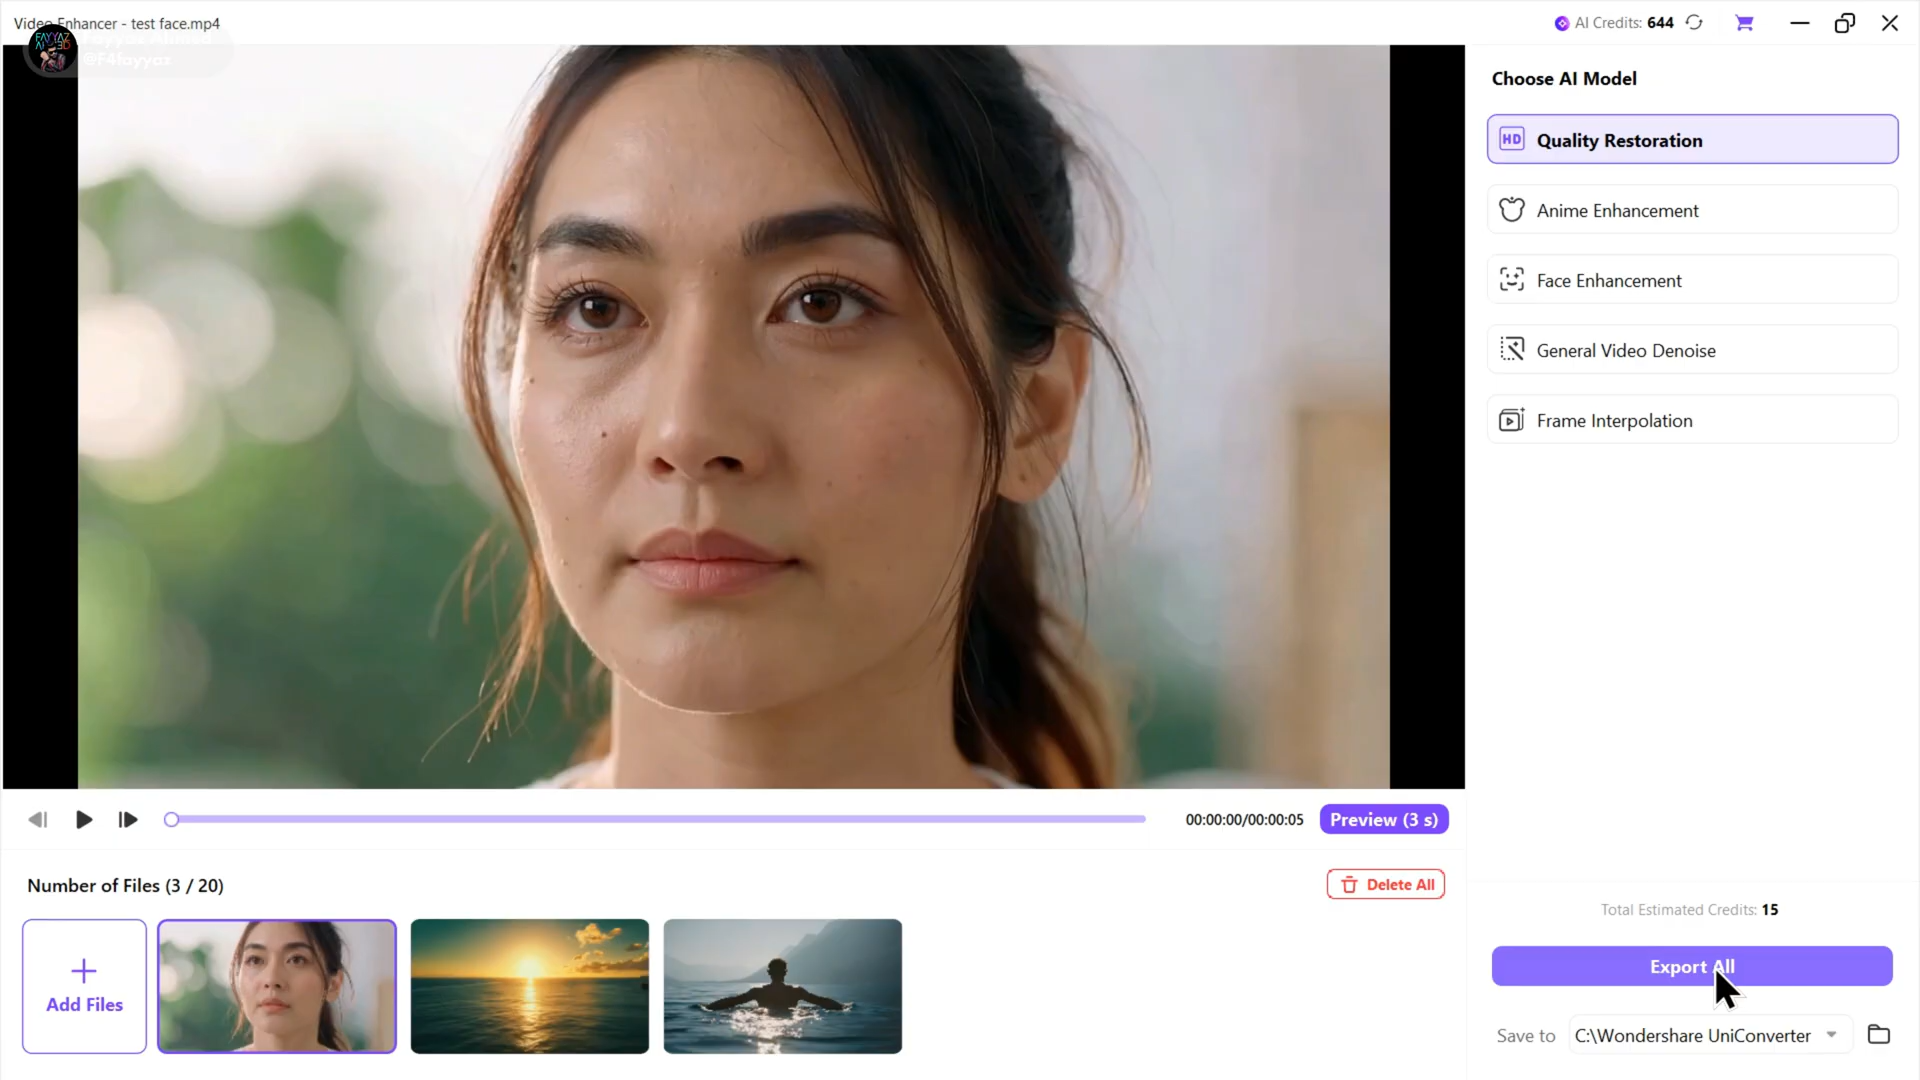 Video Enhancer - test face.mp4
AI Credits: 644
FAYYAZ
@F4fayyaz
Choose AI Model
HD Quality Restoration
Anime Enhancement
Face Enhancement
General Video Denoise
Frame Interpolation
00:00:00/00:00:05
Preview (3 s)
Number of Files (3 / 20)
Delete All
Add Files
Total Estimated Credits: 15
Export All
Save to C:\Wondershare UniConverter